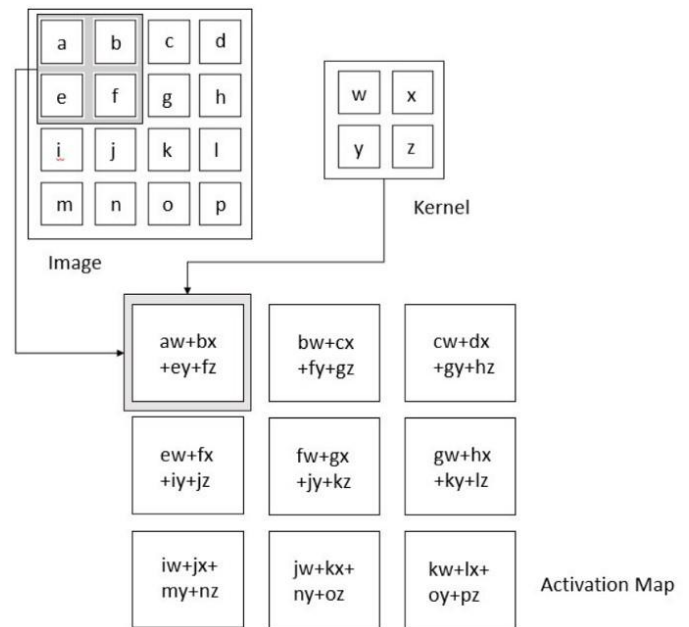 a b c d
e f g h
i j k l
m n o p
Image
w x
y z
Kernel
aw+bx
+ey+fz
bw+cx
+fy+gz
cw+dx
+gy+hz
ew+fx
+iy+jz
fw+gx
+jy+kz
gw+hx
+ky+lz
iw+jx+
my+nz
jw+kx+
ny+oz
kw+lx+
oy+pz
Activation Map